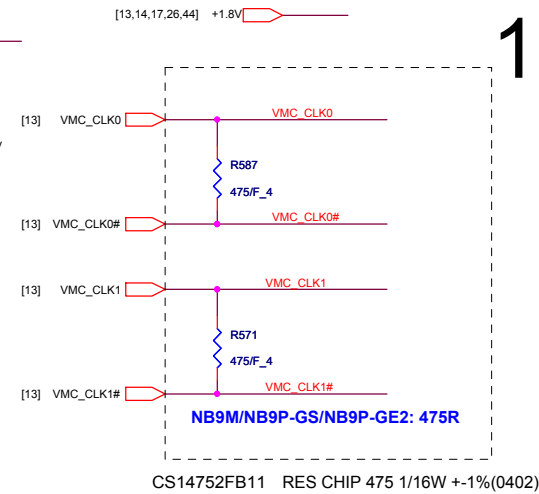 [13,14,17,26,44] +1.8V
1
[13] VMC_CLK0 VMC_CLK0
R587
475/F_4
[13] VMC_CLK0# VMC_CLK0#
[13] VMC_CLK1 VMC_CLK1
R571
475/F_4
[13] VMC_CLK1# VMC_CLK1#
NB9M/NB9P-GS/NB9P-GE2: 475R
CS14752FB11 RES CHIP 475 1/16W +-1%(0402)